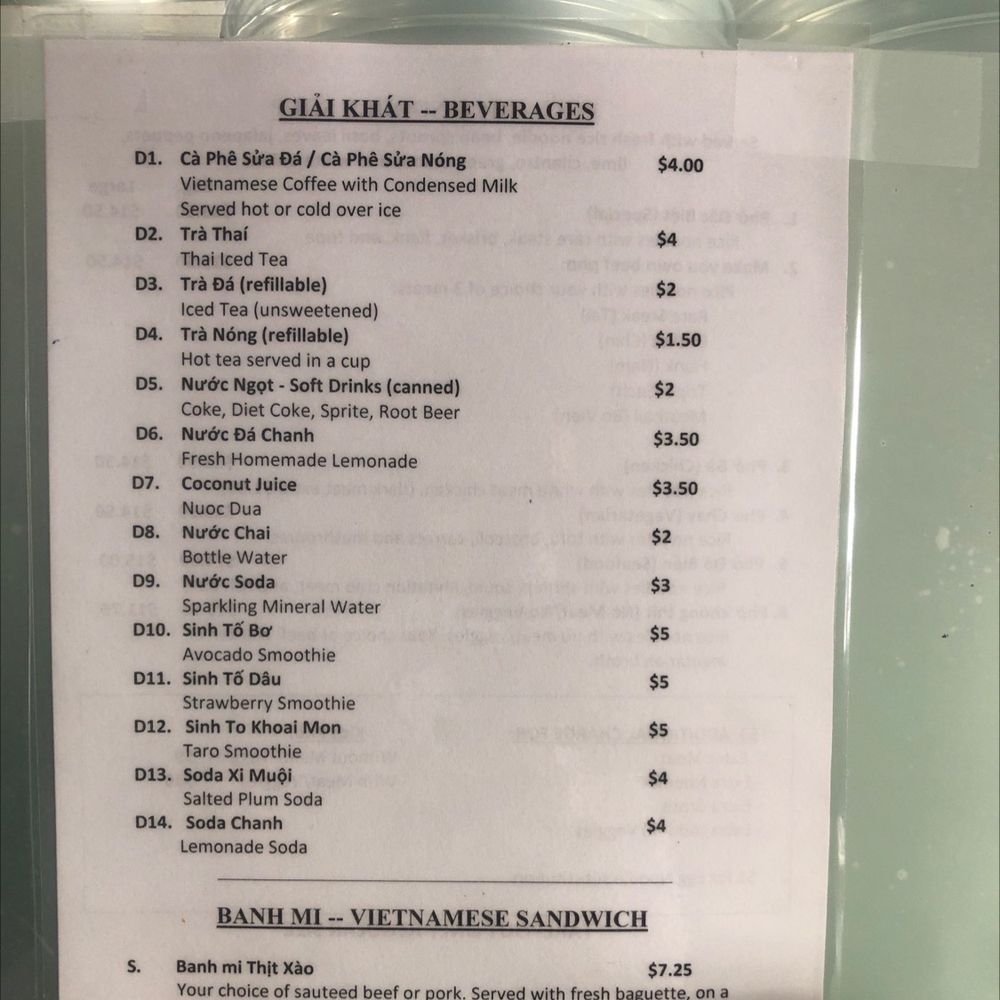 GIẢI KHÁT -- BEVERAGES
D1. Cà Phê Sửa Đá / Cà Phê Sửa Nóng $4.00
Vietnamese Coffee with Condensed Milk
Served hot or cold over ice
D2. Trà Thaí $4
Thai Iced Tea
D3. Trà Đá (refillable) $2
Iced Tea (unsweetened)
D4. Trà Nóng (refillable) $1.50
Hot tea served in a cup
D5. Nước Ngọt - Soft Drinks (canned) $2
Coke, Diet Coke, Sprite, Root Beer
D6. Nước Đá Chanh $3.50
Fresh Homemade Lemonade
D7. Coconut Juice $3.50
Nuoc Dua
D8. Nước Chai $2
Bottle Water
D9. Nước Soda $3
Sparkling Mineral Water
D10. Sinh Tố Bơ $5
Avocado Smoothie
D11. Sinh Tố Dâu $5
Strawberry Smoothie
D12. Sinh To Khoai Mon $5
Taro Smoothie
D13. Soda Xi Muội $4
Salted Plum Soda
D14. Soda Chanh $4
Lemonade Soda
BANH MI -- VIETNAMESE SANDWICH
S. Banh mi Thịt Xào $7.25
Your choice of sauteed beef or pork. Served with fresh baguette, on a